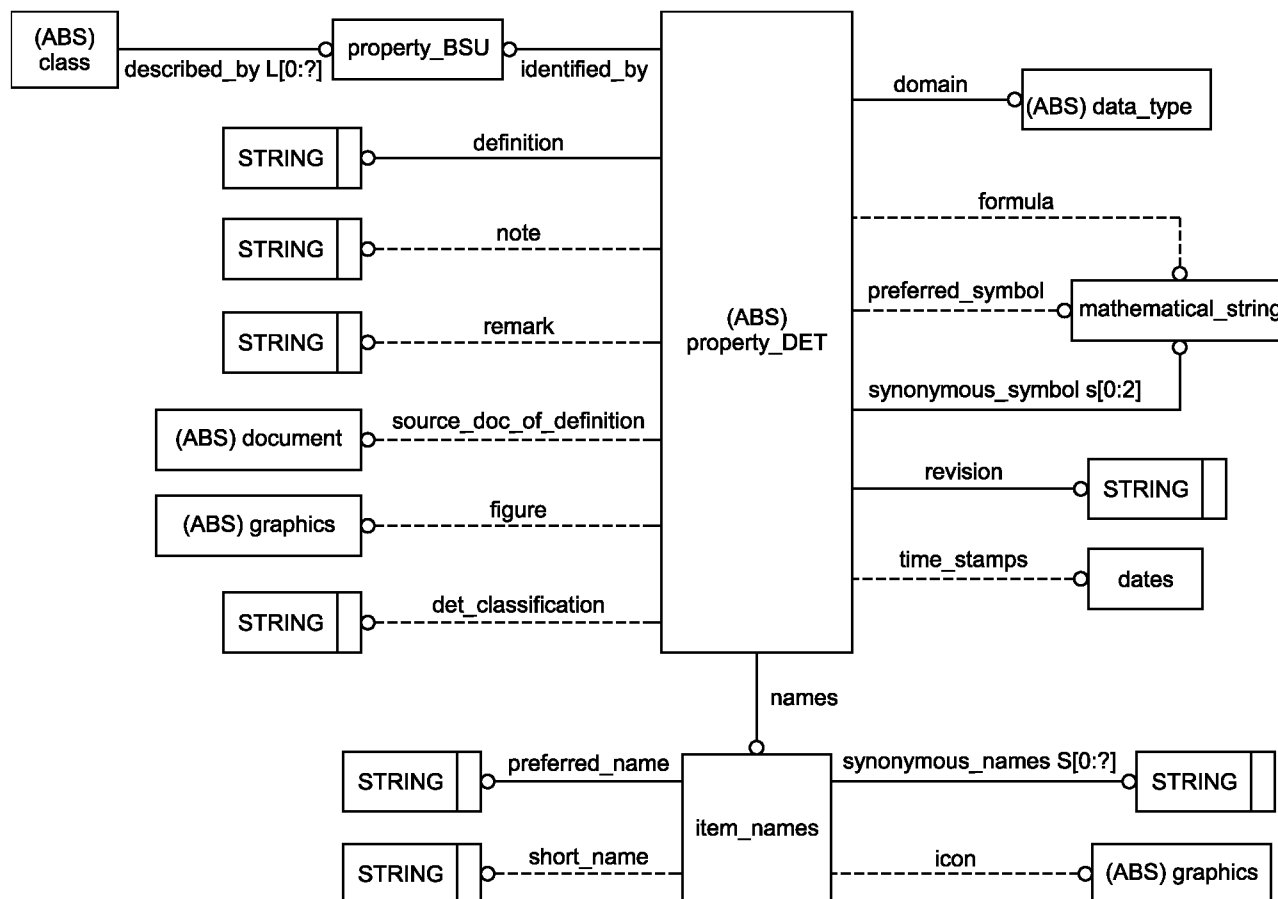 (ABS)
class
described_by L[0:?]
property_BSU
identified_by
STRING
definition
STRING
note
STRING
remark
(ABS) document
source_doc_of_definition
(ABS) graphics
figure
STRING
det_classification
(ABS)
property_DET
domain
(ABS) data_type
formula
preferred_symbol
mathematical_string
synonymous_symbol s[0:2]
revision
STRING
time_stamps
dates
names
STRING
preferred_name
STRING
short_name
item_names
synonymous_names S[0:?]
STRING
icon
(ABS) graphics